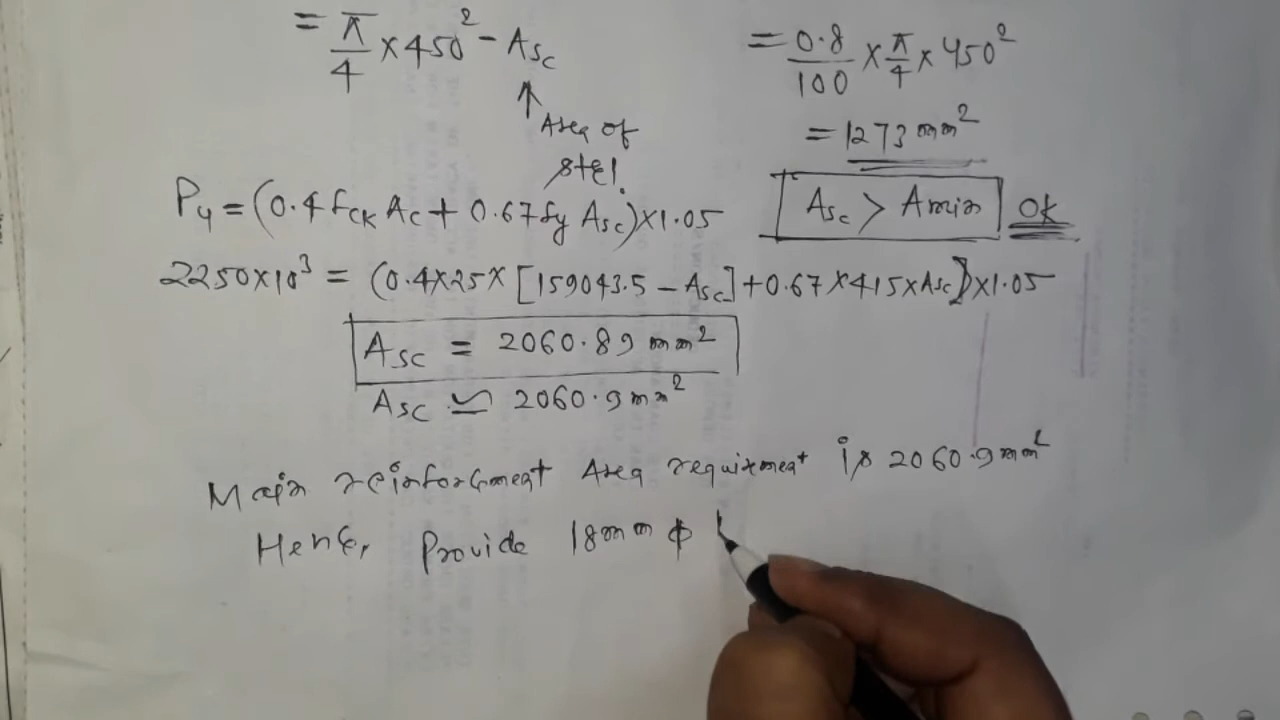 = π/4 × 450² - Asc
↑
Area of
stel.
= 0.8/100 × π/4 × 450²
= 1273 mm²
Asc > Amin OK
Pu = (0.4 fck Ac + 0.67 fy Asc) × 1.05
2250×10³ = (0.4×25×[159043.5 - Asc] + 0.67×415×Asc)×1.05
Asc = 2060.89 mm²
Asc ≃ 2060.9 mm²
Main reinforcement Area requirement is 2060.9 mm²
Hence, Provide 18mm ϕ